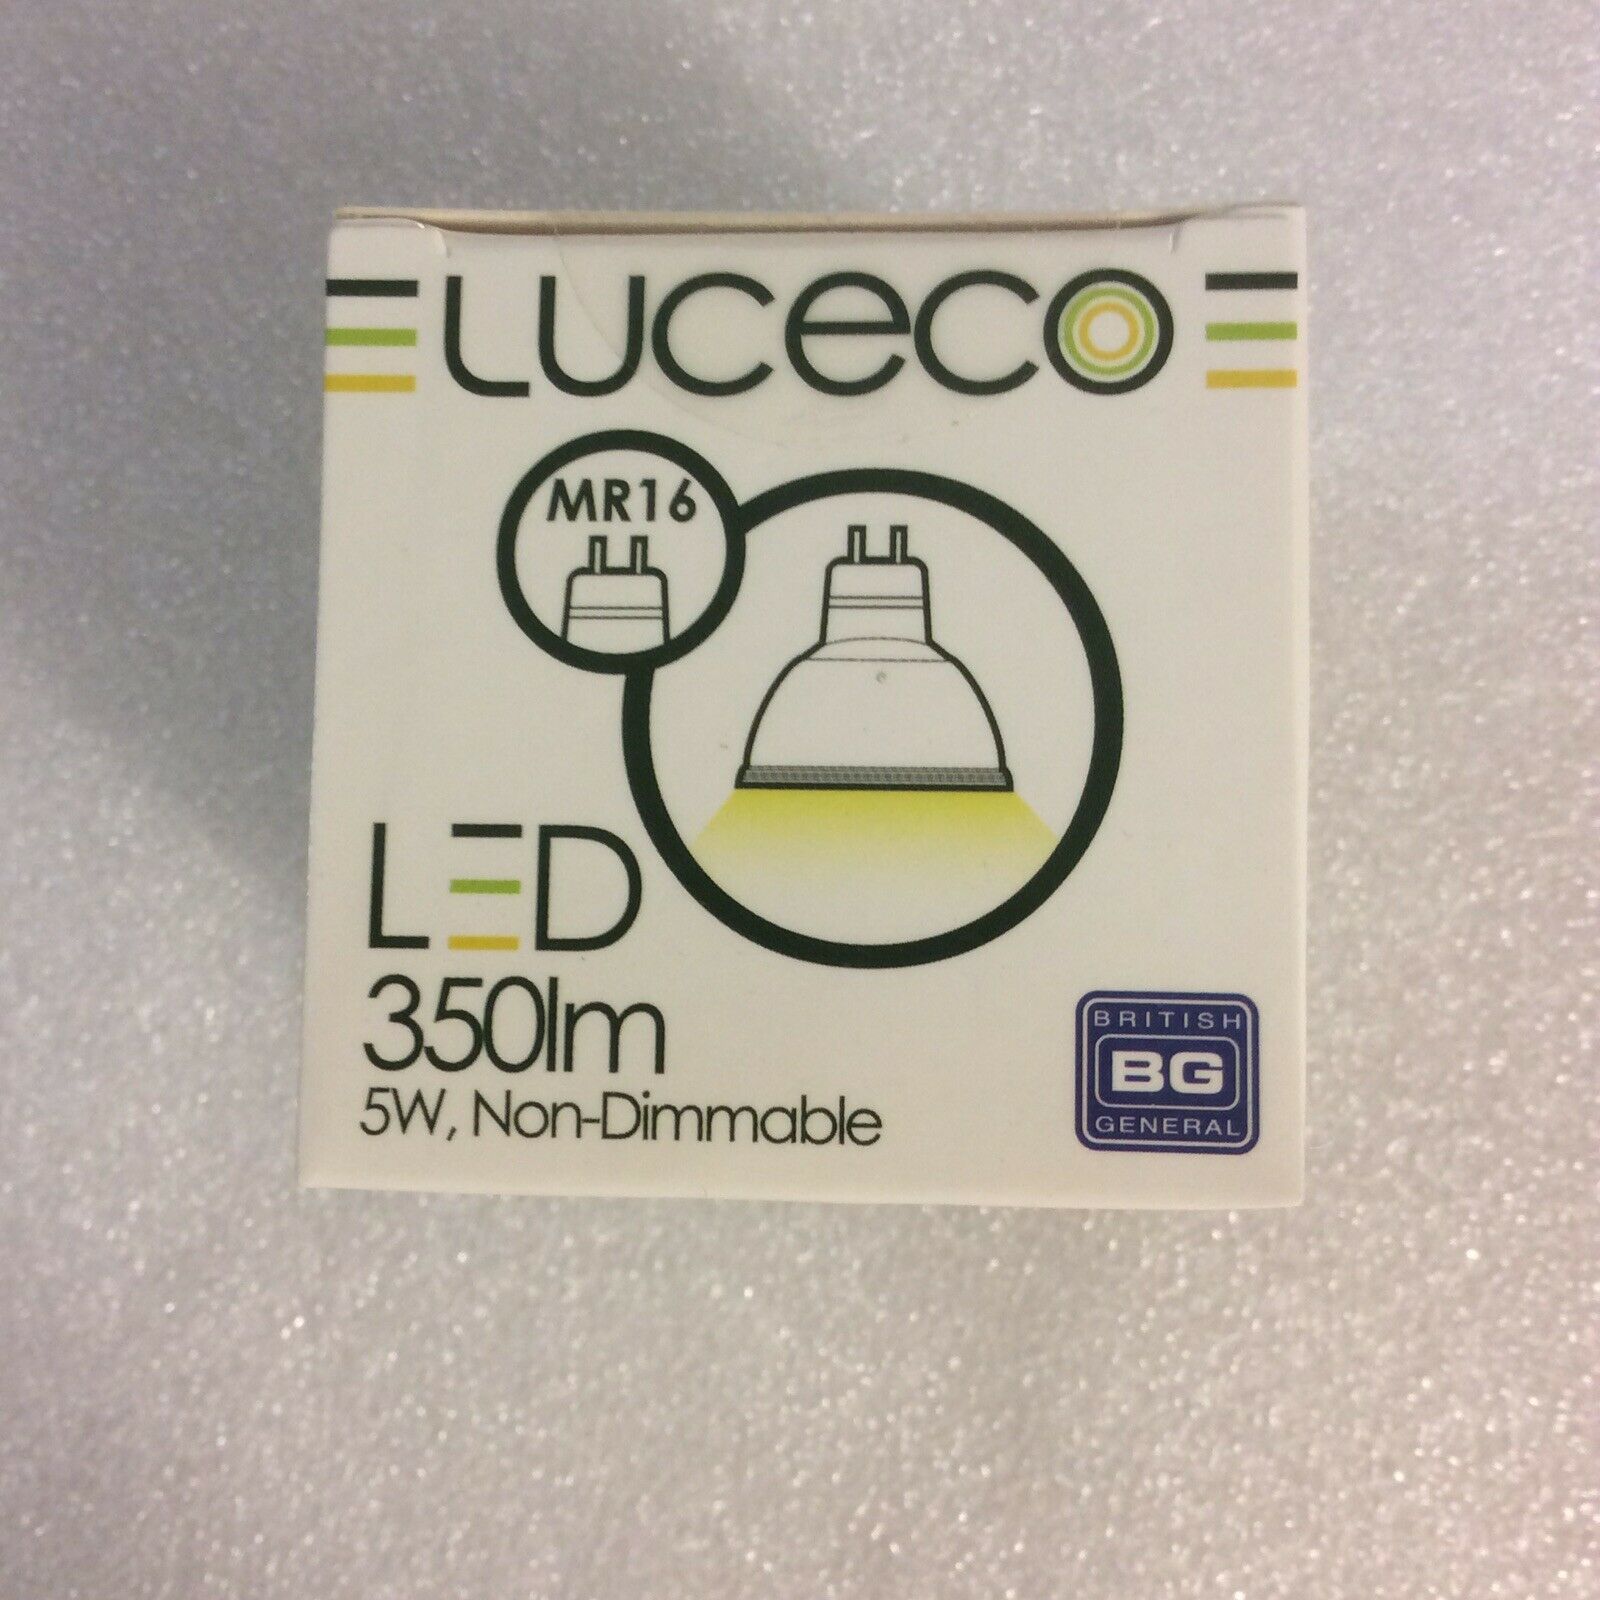 LUCECO
MR16
LED
350lm
5W, Non-Dimmable
BRITISH
BG
GENERAL